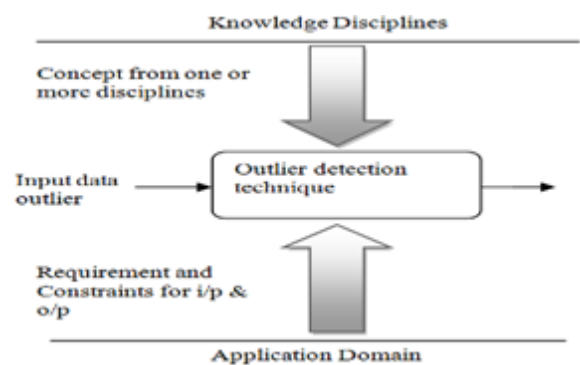 Knowledge Disciplines
Concept from one or
more disciplines
Outlier detection
technique
Input data
outlier
Requirement and
Constraints for i/p &
o/p
Application Domain